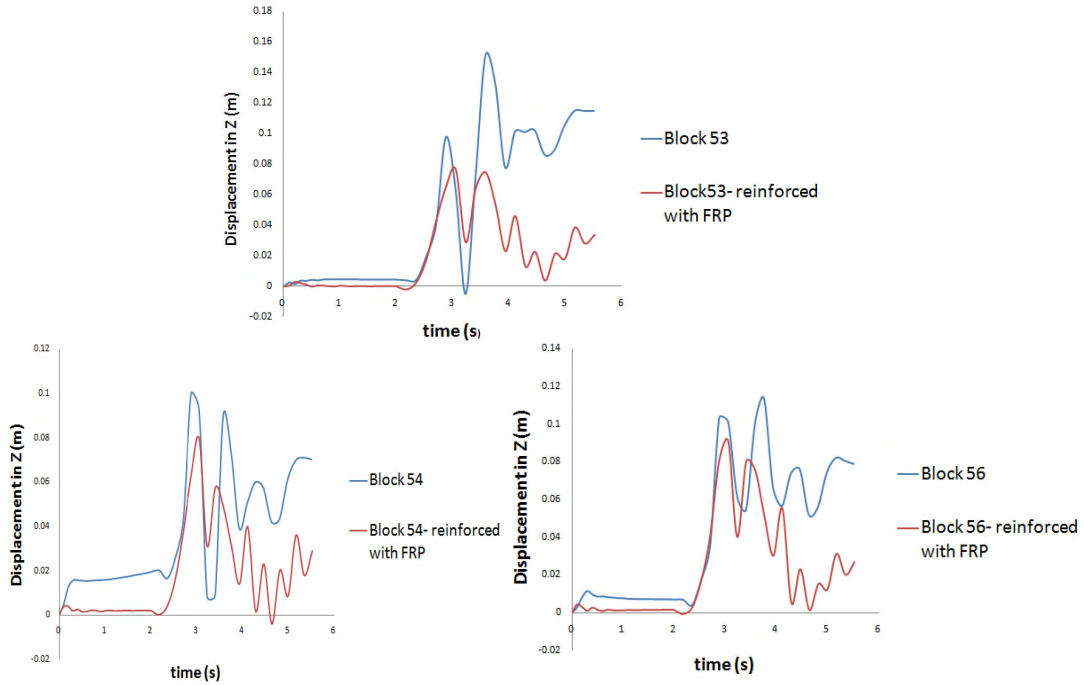 0.18
0.16
0.14
0.12
0.1
0.08
0.06
0.04
0.02
0
-0.02
Displacement in Z (m)
0 1 2 3 4 5 6
time (s)
Block 53
Block53- reinforced
with FRP
0.12
0.1
0.08
0.06
0.04
0.02
0
-0.02
Displacement in Z (m)
0 1 2 3 4 5 6
time (s)
Block 54
Block 54- reinforced
with FRP
0.14
0.12
0.1
0.08
0.06
0.04
0.02
0
-0.02
Displacement in Z (m)
0 1 2 3 4 5 6
time (s)
Block 56
Block 56- reinforced
with FRP